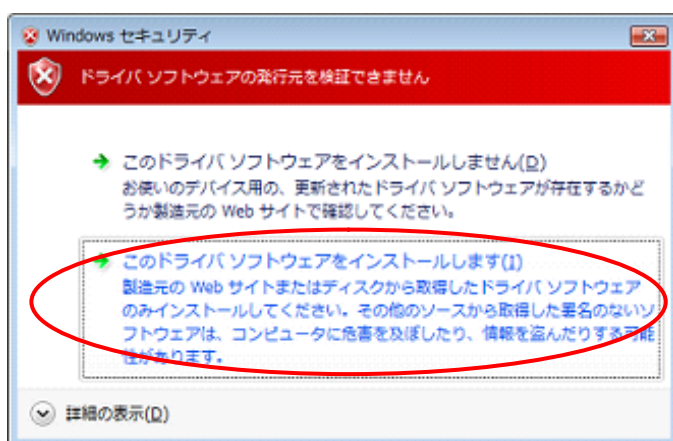 Windows セキュリティ
ドライバ ソフトウェアの発行元を検証できません
このドライバ ソフトウェアをインストールしません(D)
お使いのデバイス用の、更新されたドライバ ソフトウェアが存在するかど
うか製造元の Web サイトで確認してください。
このドライバ ソフトウェアをインストールします(I)
製造元の Web サイトまたはディスクから取得したドライバ ソフトウェア
のみインストールしてください。その他のソースから取得した署名のないソ
フトウェアは、コンピュータに危害を及ぼしたり、情報を盗んだりする可能
性があります。
詳細の表示(D)